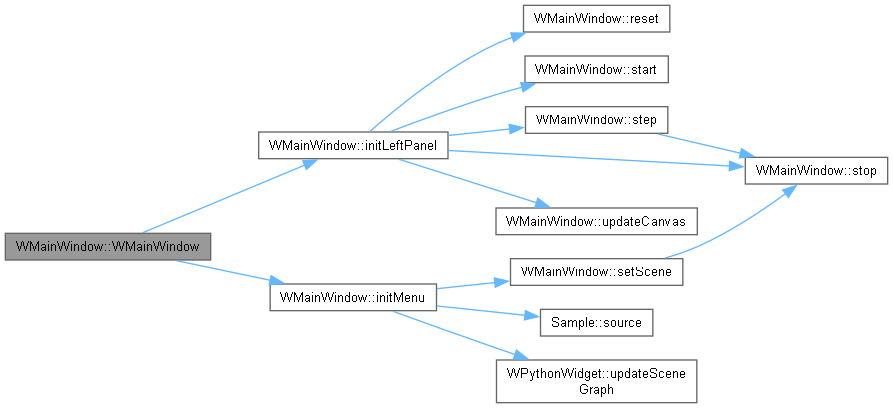 WMainWindow::reset
WMainWindow::start
WMainWindow::step
WMainWindow::initLeftPanel
WMainWindow::stop
WMainWindow::updateCanvas
WMainWindow::WMainWindow
WMainWindow::setScene
WMainWindow::initMenu
Sample::source
WPythonWidget::updateScene
Graph